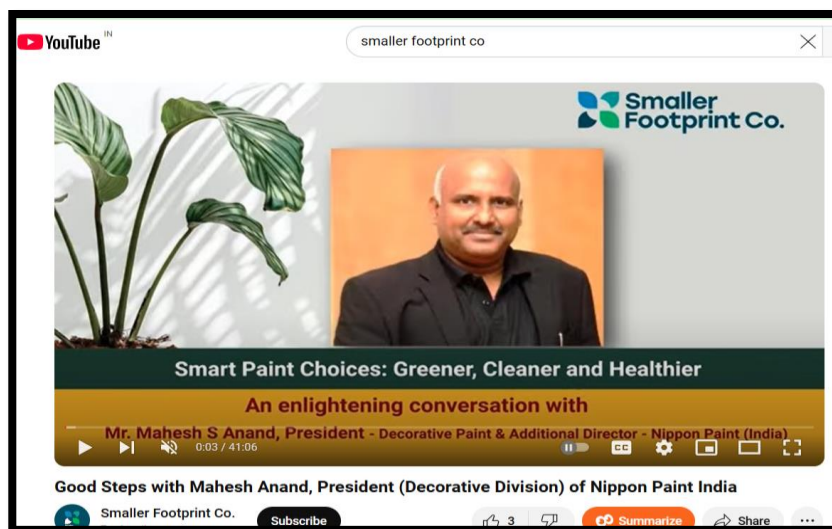 YouTube IN
smaller footprint co
Smaller
Footprint Co.
Smart Paint Choices: Greener, Cleaner and Healthier
An enlightening conversation with
Mr. Mahesh S Anand, President - Decorative Paint & Additional Director - Nippon Paint (India)
0:03 / 41:06
CC
Good Steps with Mahesh Anand, President (Decorative Division) of Nippon Paint India
Smaller Footprint Co.
Subscribe
3
Summarize
Share